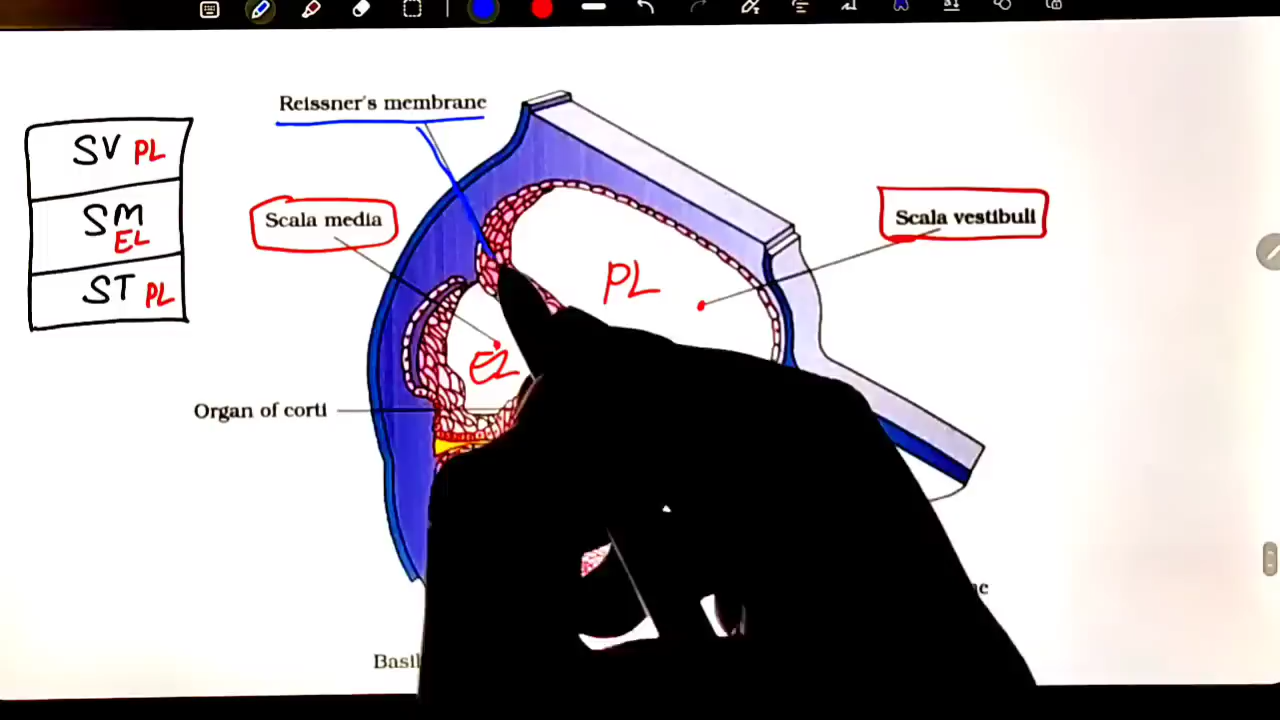 Reissner's membrane
SV PL
SM
EL
ST PL
Scala media
Scala vestibuli
PL
EL
Organ of corti